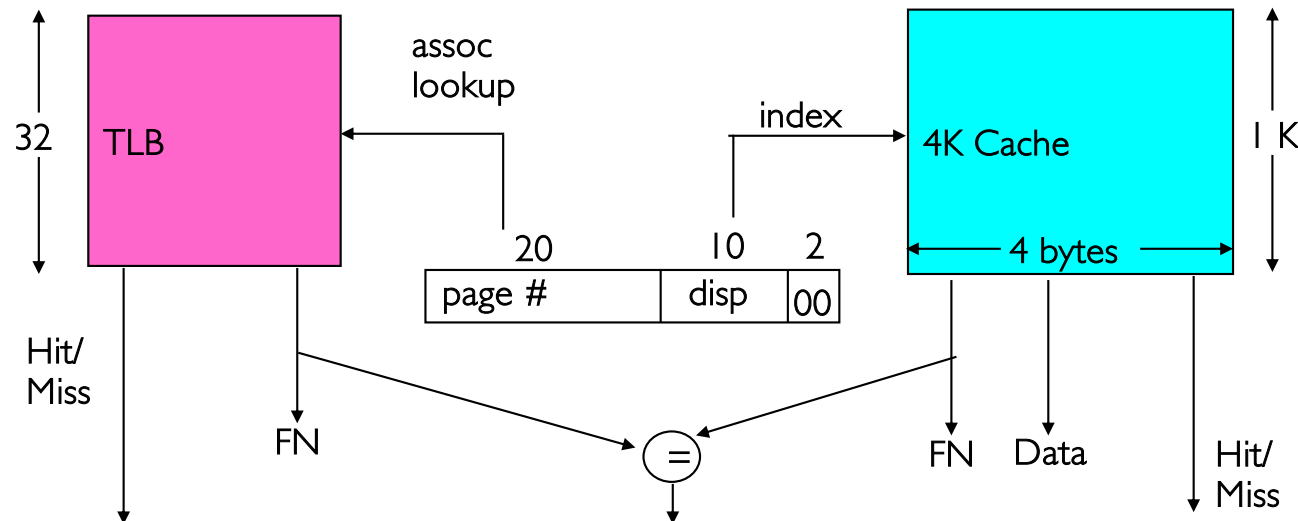 assoc
lookup
index
32
TLB
4K Cache
1 K
20
10
2
4 bytes
page #
disp
00
Hit/
Miss
FN
=
FN
Data
Hit/
Miss